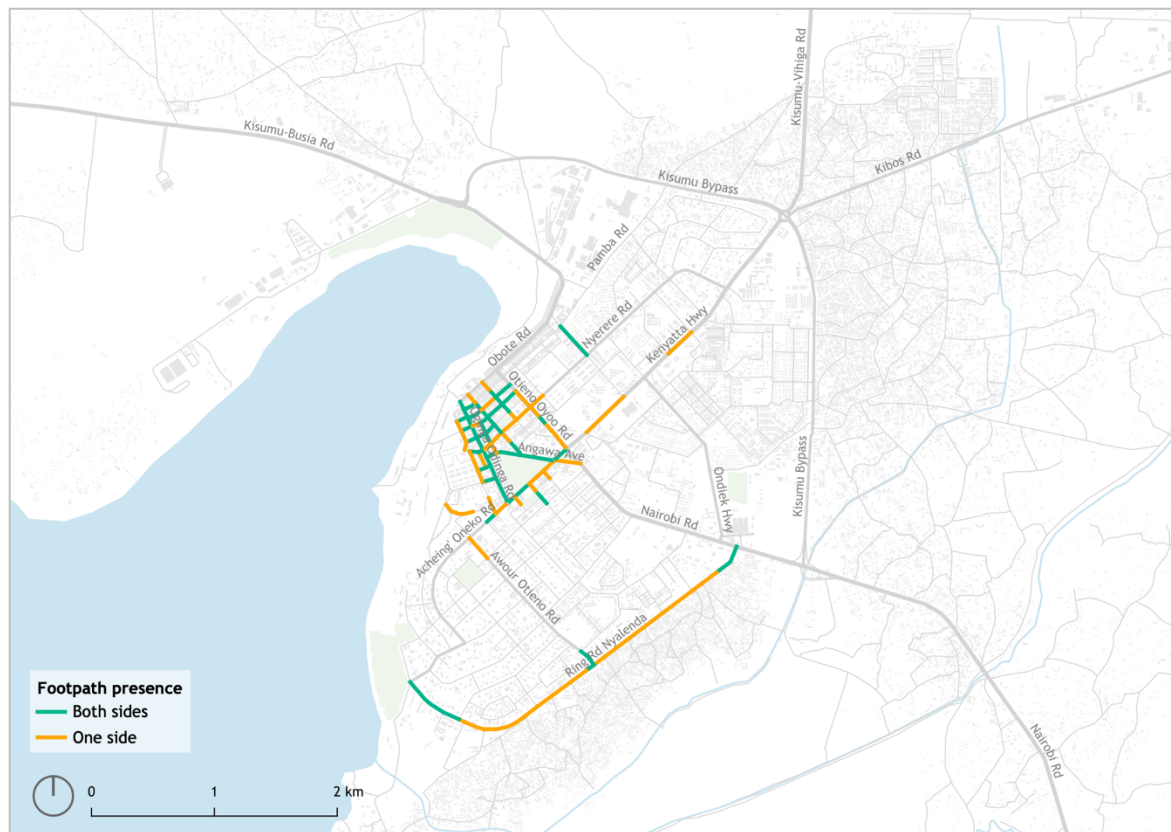 Kisumu-Busia Rd
Kisumu-Vihiga Rd
Kibos Rd
Kisumu Bypass
Pamba Rd
Nyerere Rd
Kenyatta Hwy
Obote Rd
Otieno Oyoo Rd
Angawa Ave
Odinga Rd
Ondiek Hwy
Kisumu Bypass
Nairobi Rd
Acheing' Oneko Rd
Awour Otieno Rd
Ring Rd Nyalenda
Nairobi Rd
Footpath presence
Both sides
One side
0 1 2 km